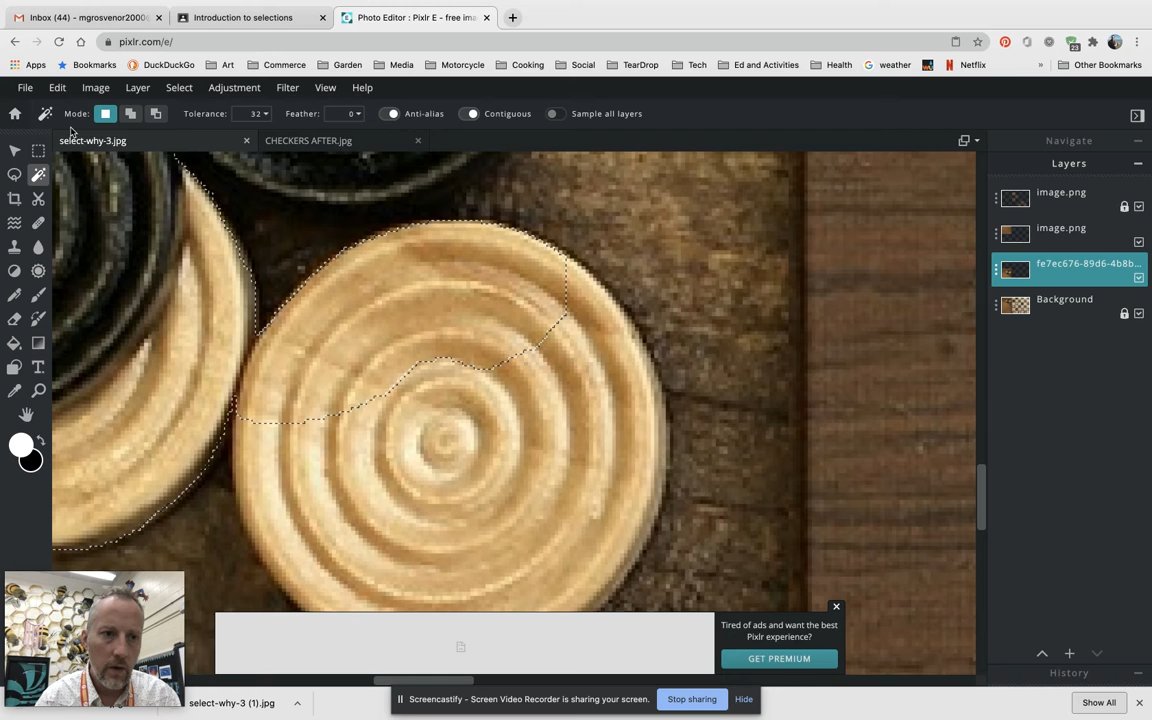 Inbox (44) - mgrosvenor2000@
Introduction to selections
Photo Editor : Pixlr E - free ima
pixlr.com/e/
23
Apps
Bookmarks
DuckDuckGo
Art
Commerce
Garden
Media
Motorcycle
Cooking
Social
TearDrop
Tech
Ed and Activities
Health
weather
Netflix
»
Other Bookmarks
File
Edit
Image
Layer
Select
Adjustment
Filter
View
Help
Mode:
Tolerance:
32
Feather:
0
Anti-alias
Contiguous
Sample all layers
select-why-3.jpg
CHECKERS AFTER.jpg
Navigate
Layers
image.png
image.png
fe7ec676-89d6-4b8b...
Background
History
Tired of ads and want the best
Pixlr experience?
GET PREMIUM
select-why-3 (1).jpg
Screencastify - Screen Video Recorder is sharing your screen.
Stop sharing
Hide
Show All